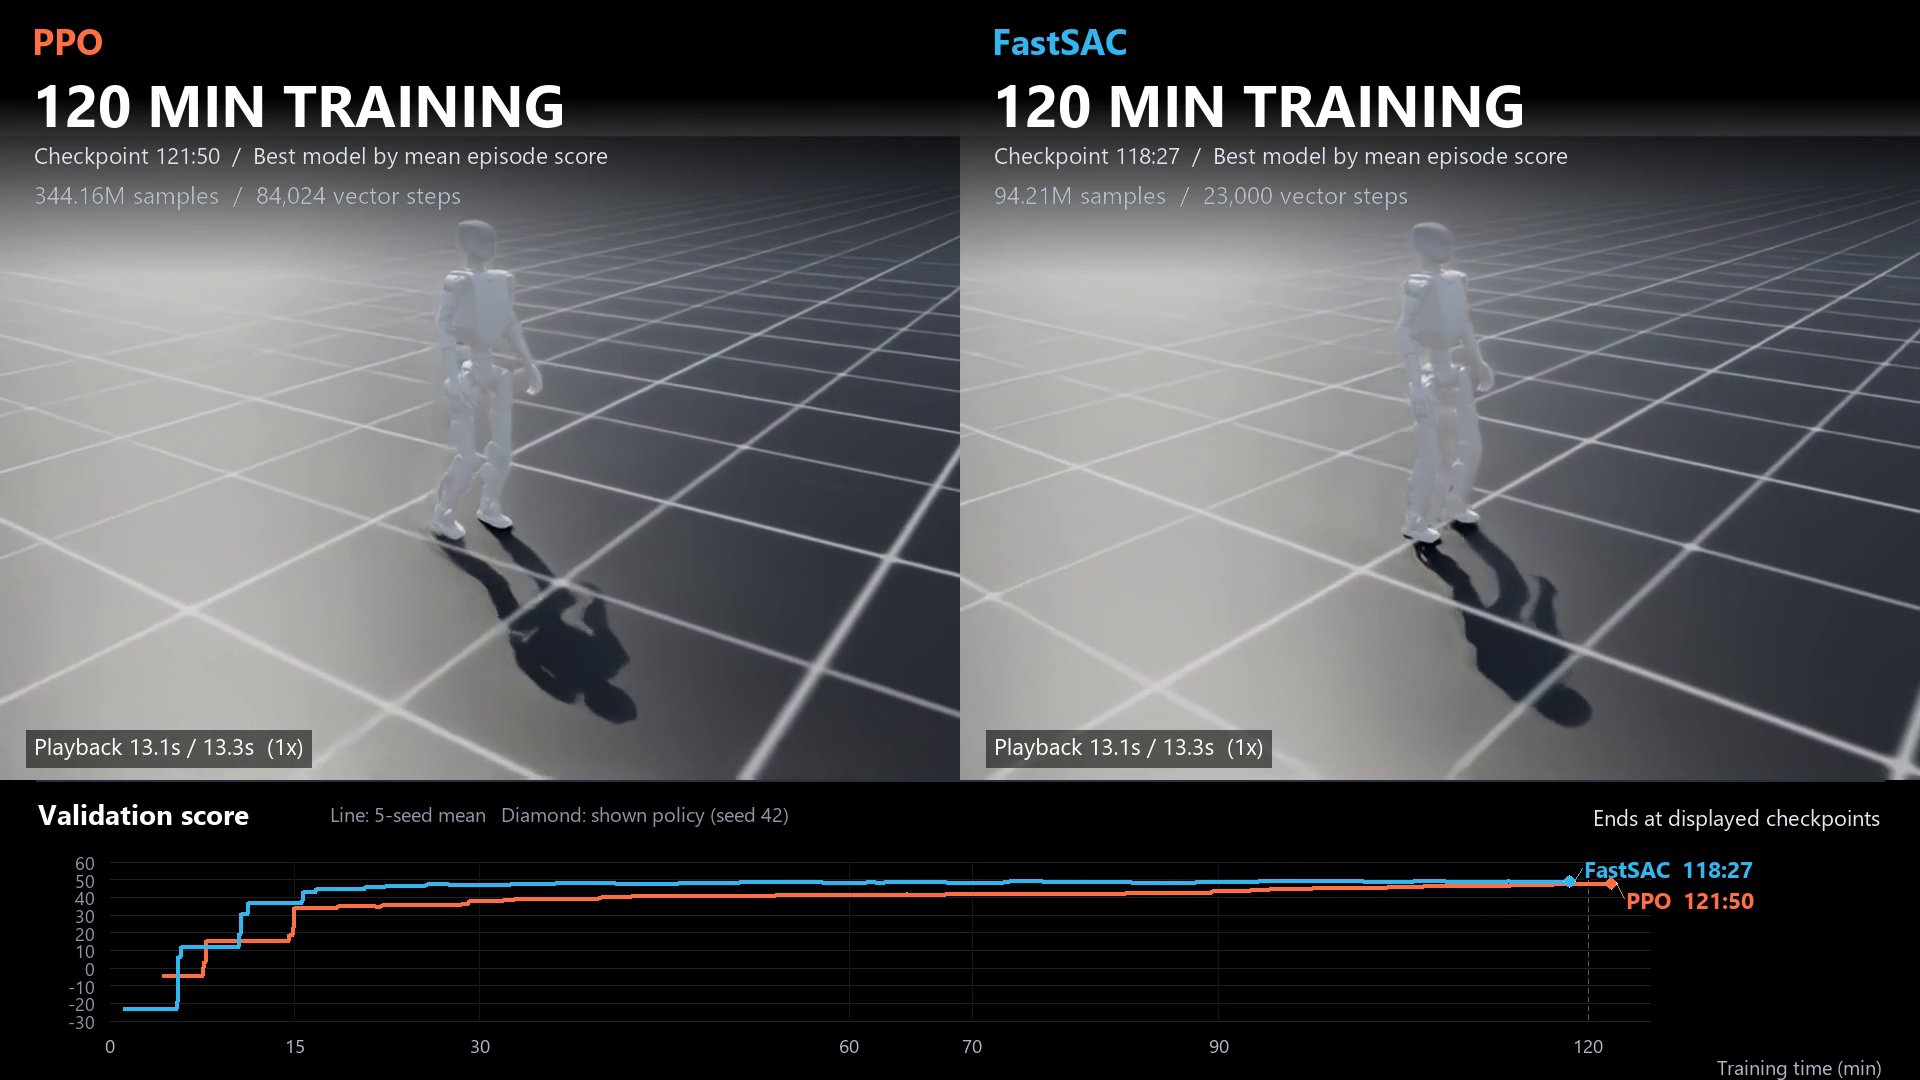 PPO
120 MIN TRAINING
Checkpoint 121:50 / Best model by mean episode score
344.16M samples / 84,024 vector steps
Playback 13.1s / 13.3s (1x)
FastSAC
120 MIN TRAINING
Checkpoint 118:27 / Best model by mean episode score
94.21M samples / 23,000 vector steps
Playback 13.1s / 13.3s (1x)
Validation score
Line: 5-seed mean Diamond: shown policy (seed 42)
Ends at displayed checkpoints
60
50
40
30
20
10
0
-10
-20
-30
FastSAC 118:27
PPO 121:50
0 15 30 60 70 90 120
Training time (min)